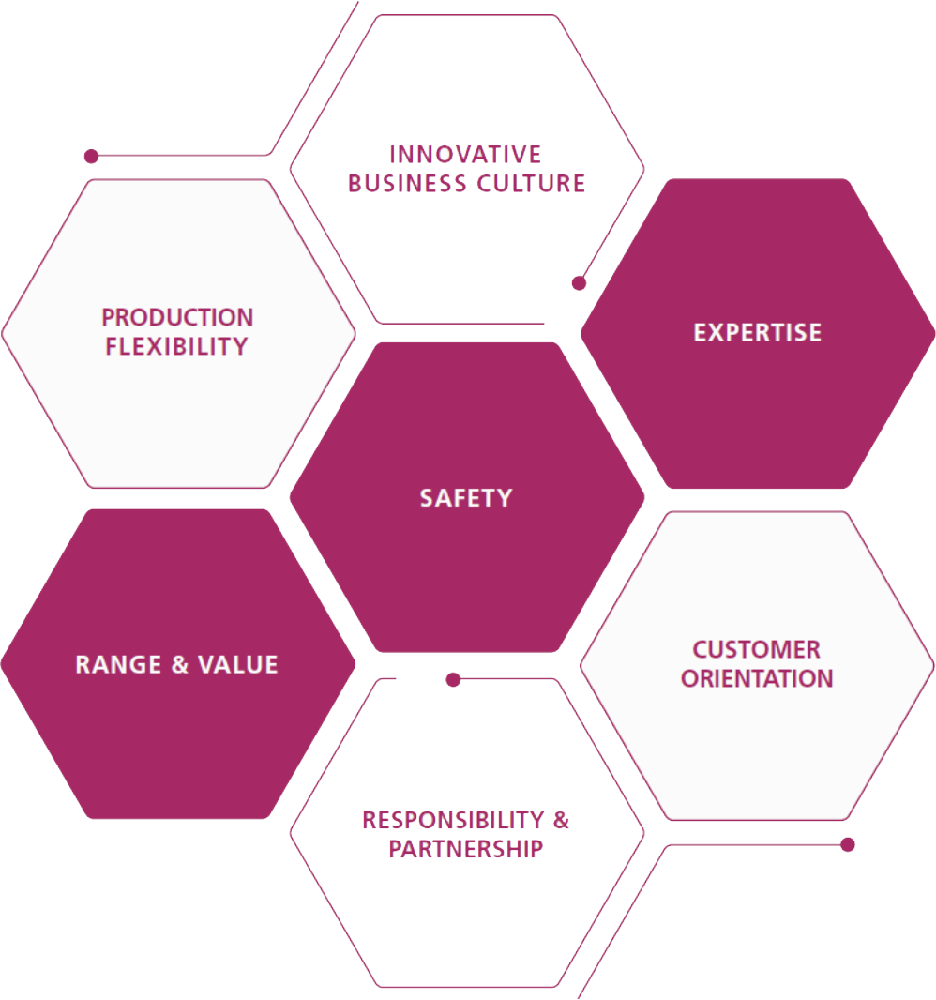 INNOVATIVE
BUSINESS CULTURE
PRODUCTION
FLEXIBILITY
EXPERTISE
SAFETY
RANGE & VALUE
CUSTOMER
ORIENTATION
RESPONSIBILITY &
PARTNERSHIP